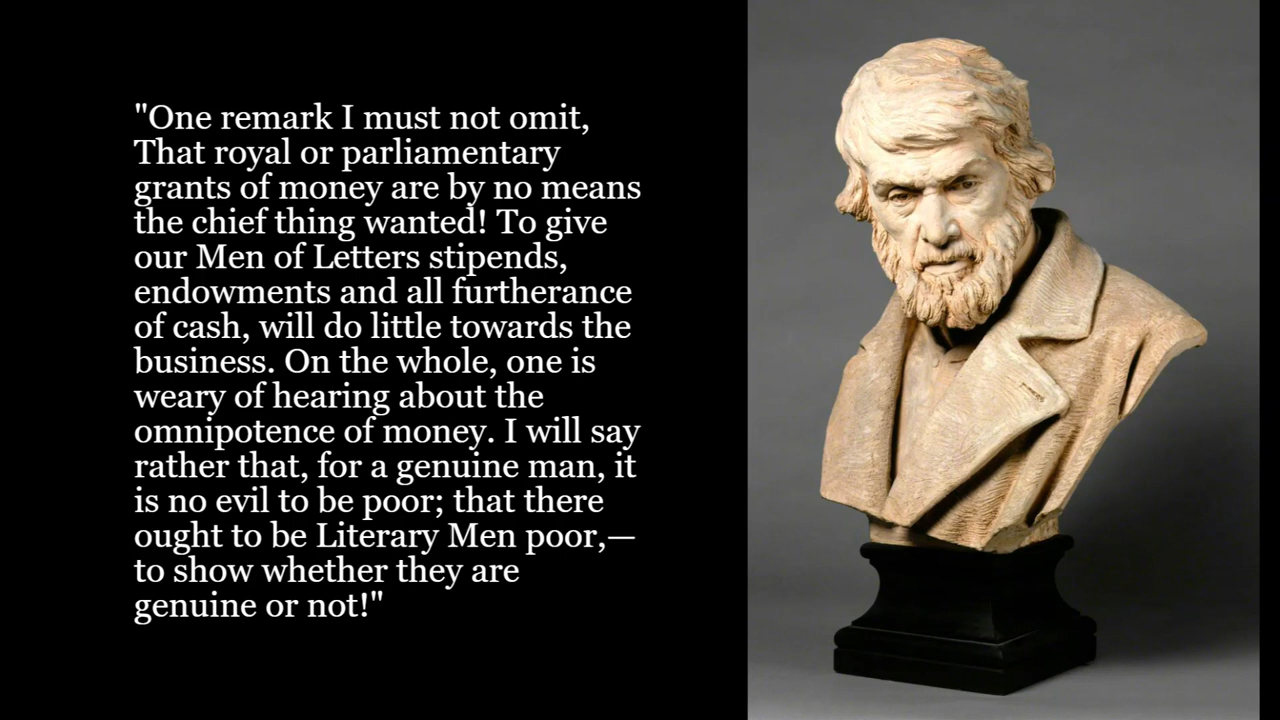 "One remark I must not omit,
That royal or parliamentary
grants of money are by no means
the chief thing wanted! To give
our Men of Letters stipends,
endowments and all furtherance
of cash, will do little towards the
business. On the whole, one is
weary of hearing about the
omnipotence of money. I will say
rather that, for a genuine man, it
is no evil to be poor; that there
ought to be Literary Men poor,—
to show whether they are
genuine or not!"